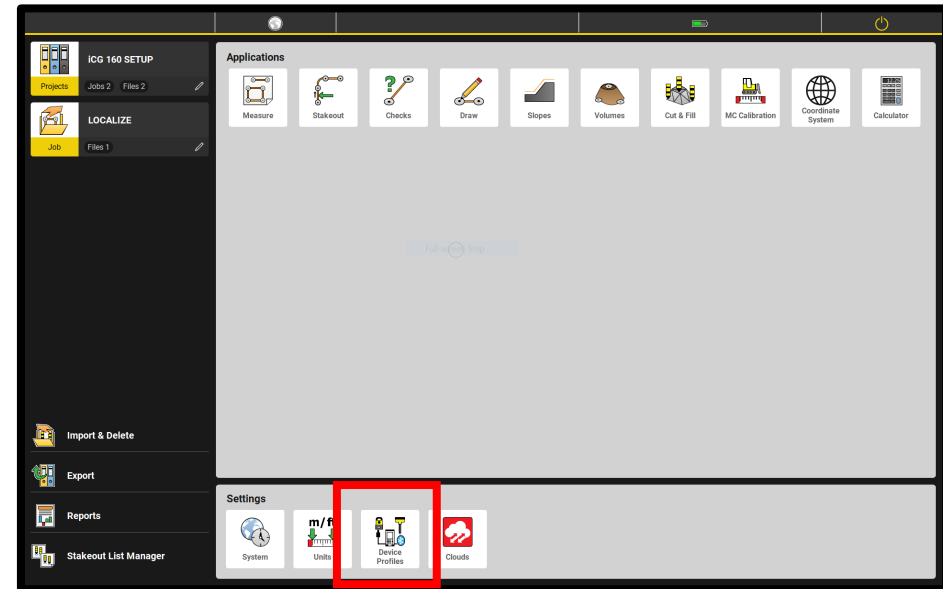 iCG 160 SETUP
Projects
Jobs 2 Files 2
LOCALIZE
Job
Files 1
Import & Delete
Export
Reports
Stakeout List Manager
Applications
Measure
Stakeout
Checks
Draw
Slopes
Volumes
Cut & Fill
MC Calibration
Coordinate
System
Calculator
Settings
System
m/ft
Units
Device
Profiles
Clouds